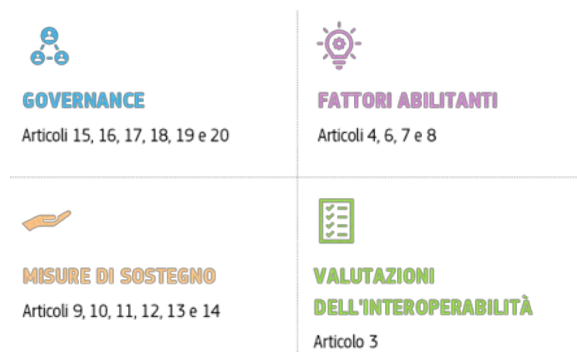 GOVERNANCE
Articoli 15, 16, 17, 18, 19 e 20
FATTORI ABILITANTI
Articoli 4, 6, 7 e 8
MISURE DI SOSTEGNO
Articoli 9, 10, 11, 12, 13 e 14
VALUTAZIONI
DELL'INTEROPERABILITÀ
Articolo 3